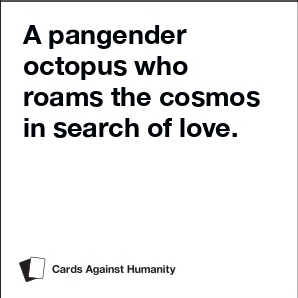 A pangender
octopus who
roams the cosmos
in search of love.
Cards Against Humanity